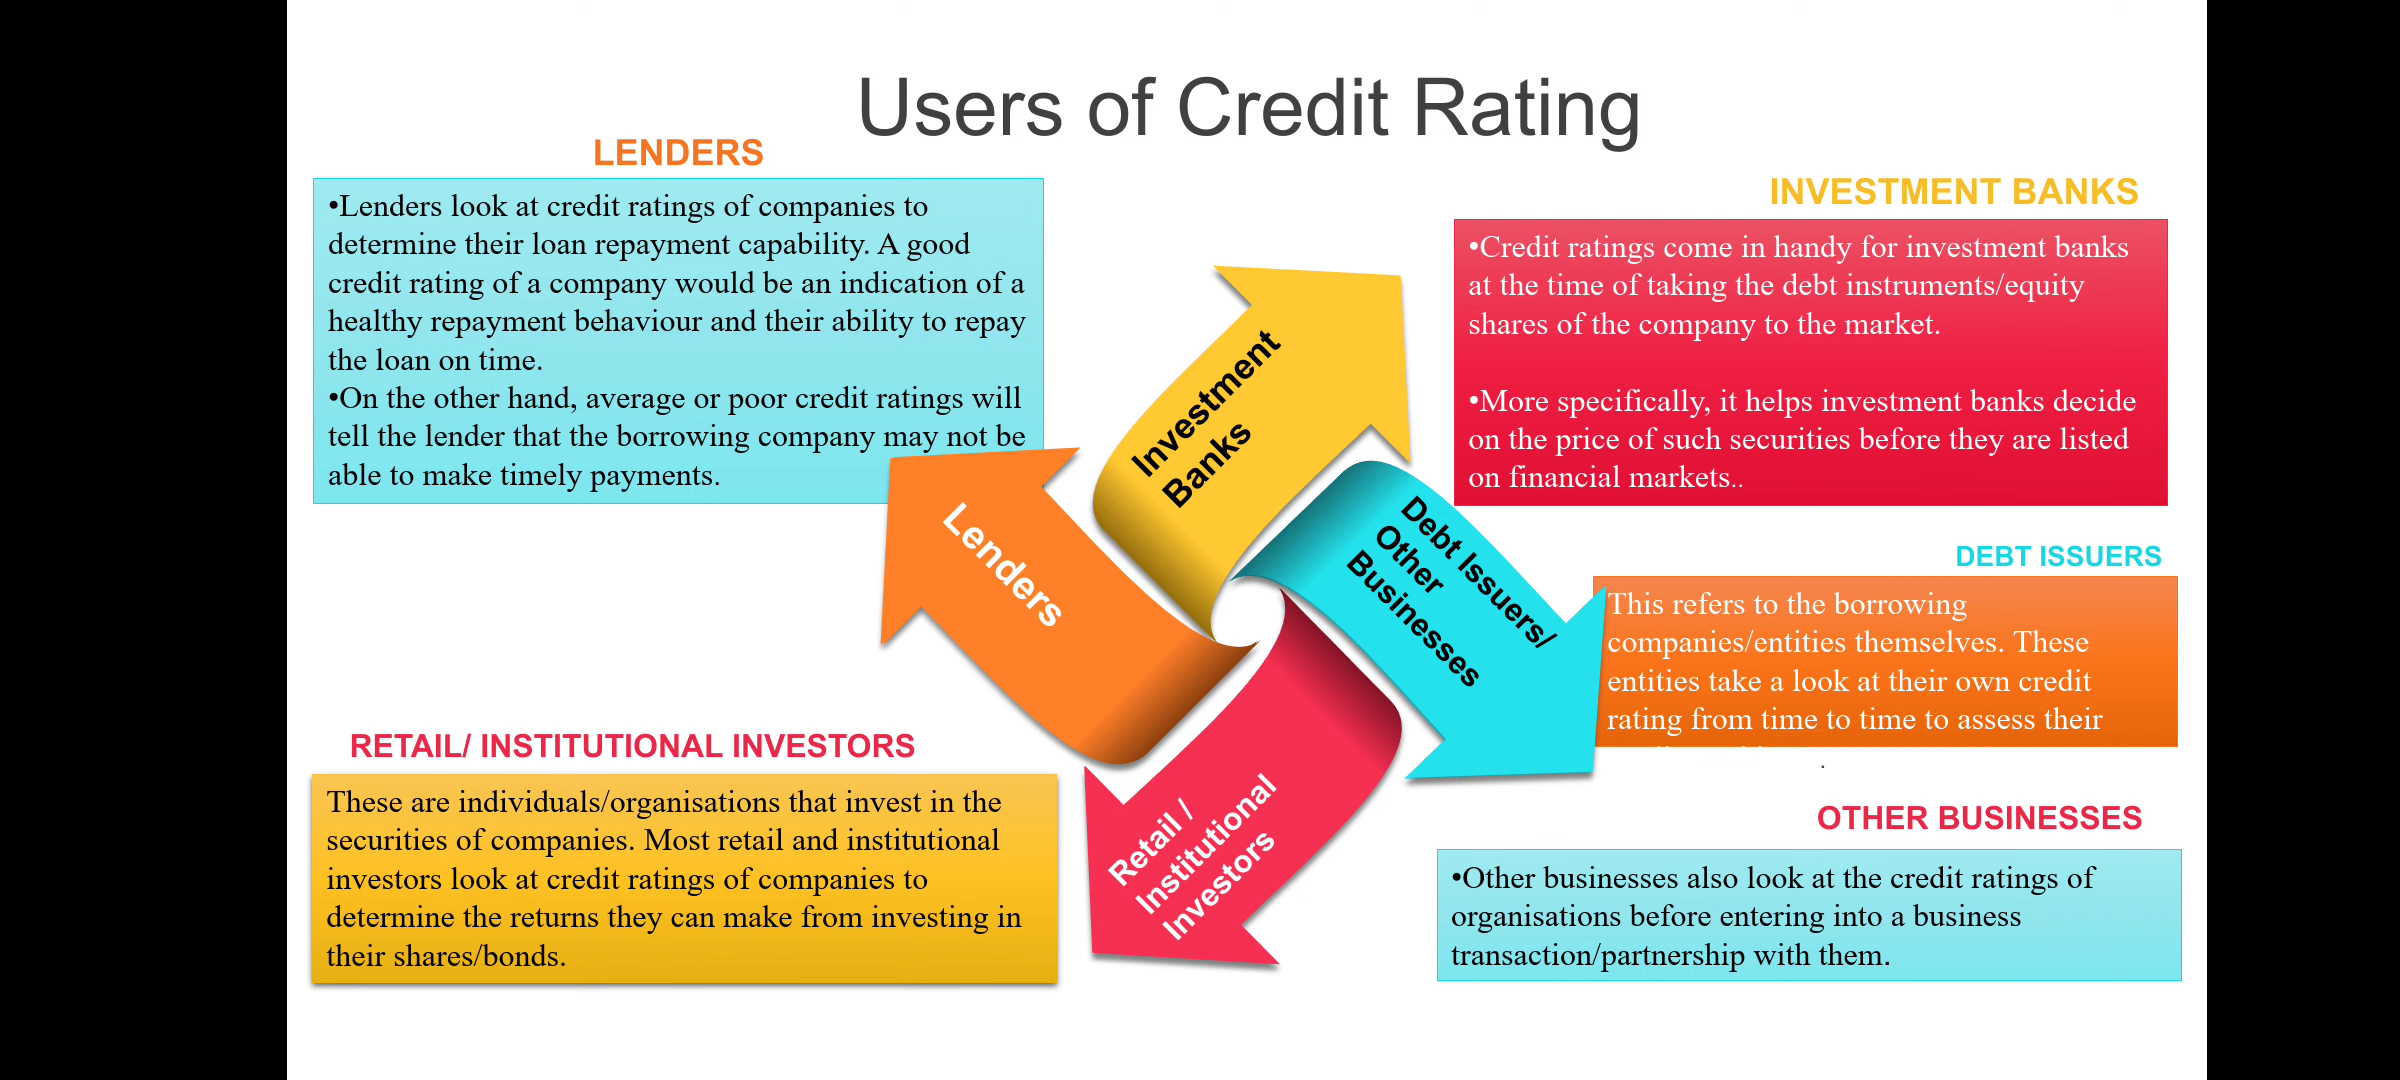 Users of Credit Rating
LENDERS
•Lenders look at credit ratings of companies to
determine their loan repayment capability. A good
credit rating of a company would be an indication of a
healthy repayment behaviour and their ability to repay
the loan on time.
•On the other hand, average or poor credit ratings will
tell the lender that the borrowing company may not be
able to make timely payments.
INVESTMENT BANKS
•Credit ratings come in handy for investment banks
at the time of taking the debt instruments/equity
shares of the company to the market.
•More specifically, it helps investment banks decide
on the price of such securities before they are listed
on financial markets..
Investment
Banks
Lenders
Debt Issuers/
Other
Businesses
Retail /
Institutional
Investors
DEBT ISSUERS
This refers to the borrowing
companies/entities themselves. These
entities take a look at their own credit
rating from time to time to assess their
.
RETAIL/ INSTITUTIONAL INVESTORS
These are individuals/organisations that invest in the
securities of companies. Most retail and institutional
investors look at credit ratings of companies to
determine the returns they can make from investing in
their shares/bonds.
OTHER BUSINESSES
•Other businesses also look at the credit ratings of
organisations before entering into a business
transaction/partnership with them.